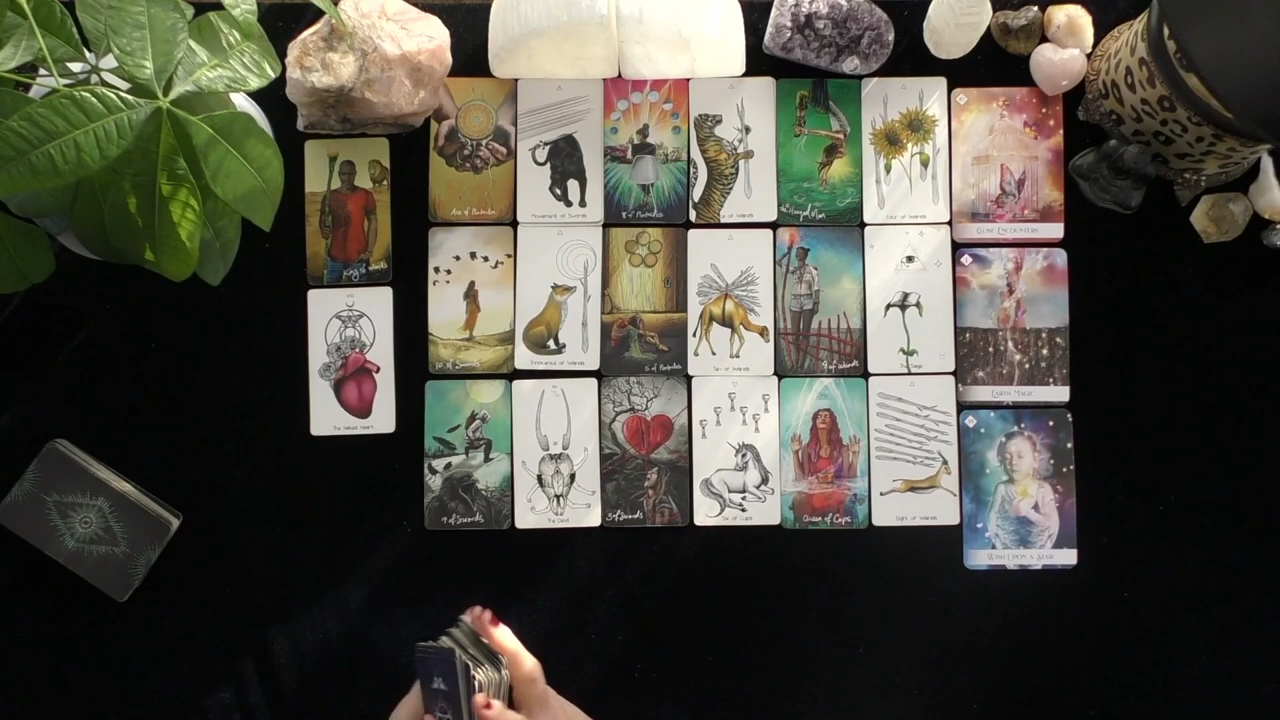 King of Wands
VIII
The Naked Heart
Ace of Pentacles
Movement of Swords
8 of Pentacles
of Wands
The Hanged Man
Four of Wands
Close Encounters
10 of Swords
Innocence of Wands
5 of Pentacles
Ten of Wands
9 of Wands
The Sage
Earth Magic
9 of Swords
The Devil
3 of Swords
Six of Cups
Queen of Cups
Eight of Wands
Wish Upon a Star